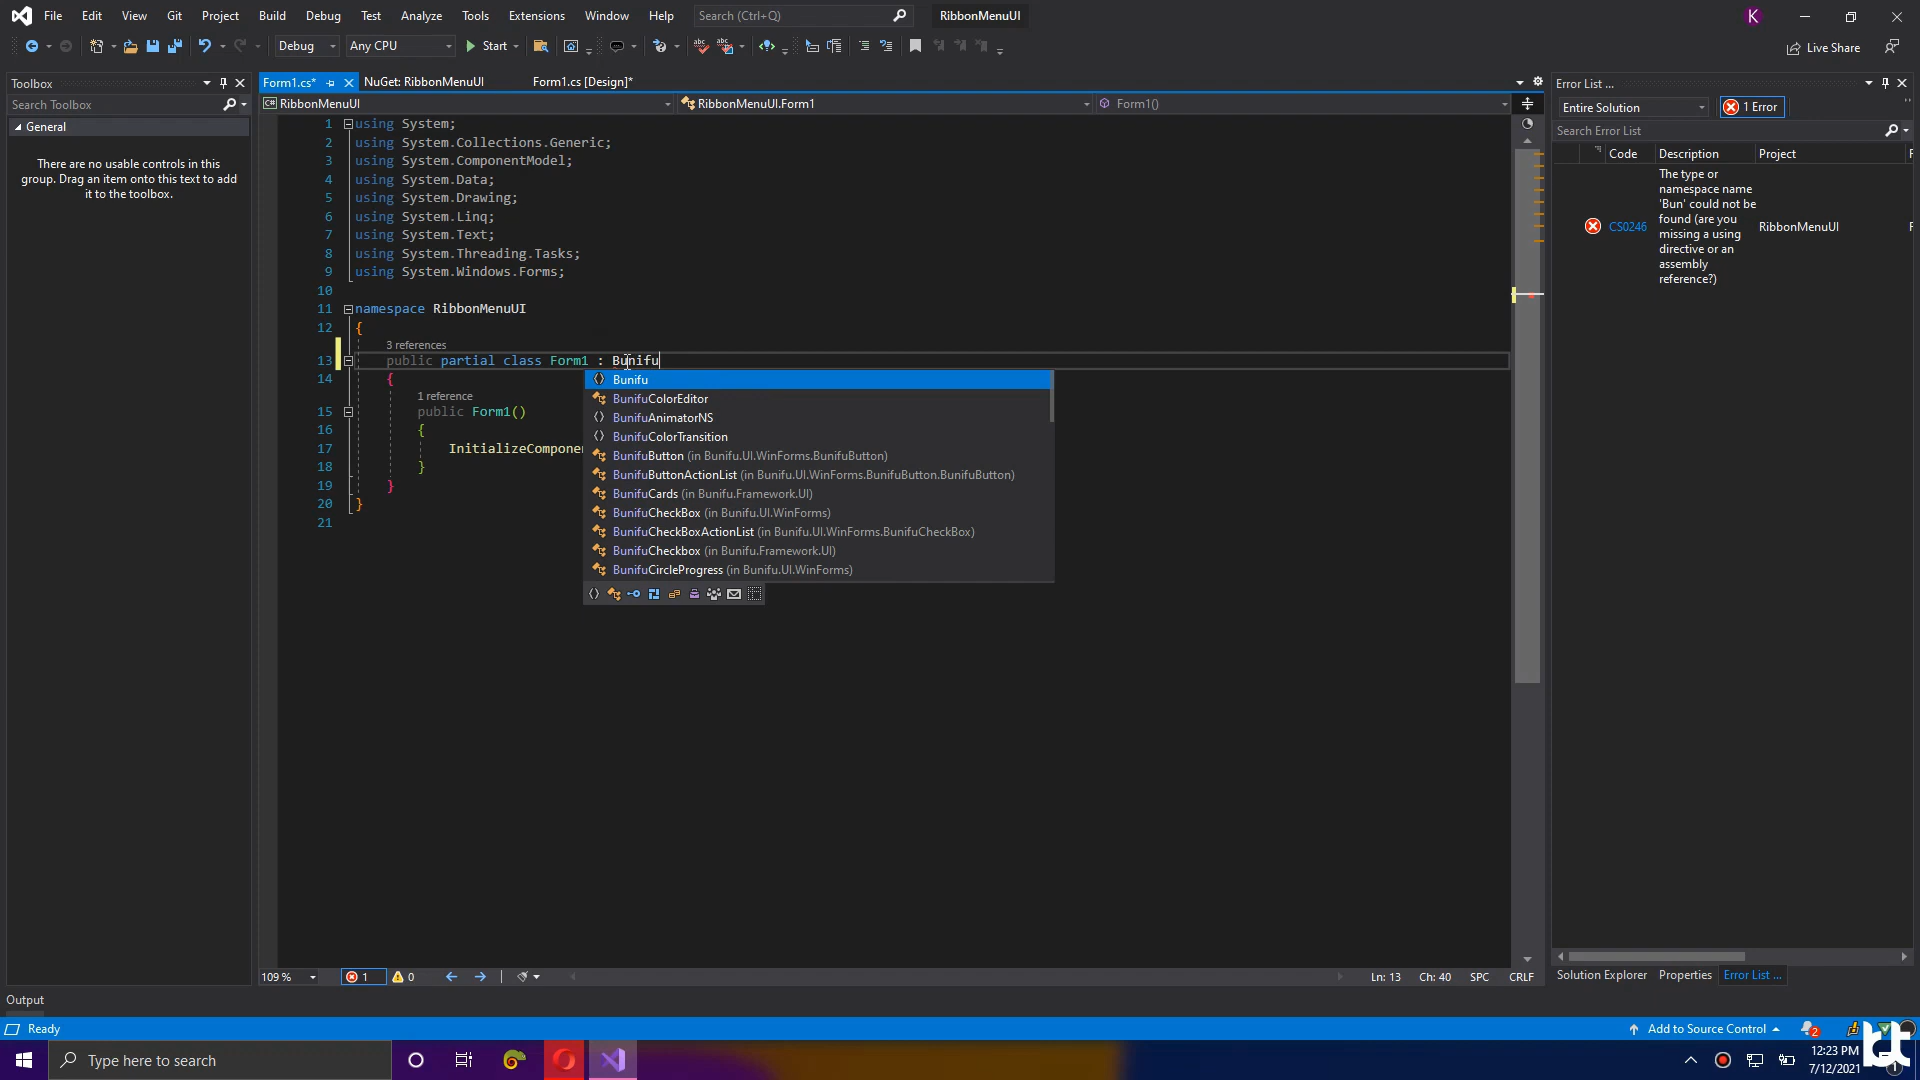 File Edit View Git Project Build Debug Test Analyze Tools Extensions Window Help Search (Ctrl+Q) RibbonMenuUI K
Debug Any CPU Start Live Share
Toolbox
Search Toolbox
General
There are no usable controls in this
group. Drag an item onto this text to add
it to the toolbox.
Form1.cs* NuGet: RibbonMenuUI Form1.cs [Design]*
C# RibbonMenuUI RibbonMenuUI.Form1 Form1()
1 using System;
2 using System.Collections.Generic;
3 using System.ComponentModel;
4 using System.Data;
5 using System.Drawing;
6 using System.Linq;
7 using System.Text;
8 using System.Threading.Tasks;
9 using System.Windows.Forms;
10
11 namespace RibbonMenuUI
12 {
3 references
13 public partial class Form1 : Bunifu
14 {
1 reference
15 public Form1()
16 {
17 InitializeComponen
18 }
19 }
20 }
21
Bunifu
BunifuColorEditor
BunifuAnimatorNS
BunifuColorTransition
BunifuButton (in Bunifu.UI.WinForms.BunifuButton)
BunifuButtonActionList (in Bunifu.UI.WinForms.BunifuButton.BunifuButton)
BunifuCards (in Bunifu.Framework.UI)
BunifuCheckBox (in Bunifu.UI.WinForms)
BunifuCheckBoxActionList (in Bunifu.UI.WinForms.BunifuCheckBox)
BunifuCheckbox (in Bunifu.Framework.UI)
BunifuCircleProgress (in Bunifu.UI.WinForms)
109 % 1 0 Ln: 13 Ch: 40 SPC CRLF
Error List ...
Entire Solution 1 Error
Search Error List
Code Description Project F
CS0246 The type or
namespace name
'Bun' could not be
found (are you
missing a using
directive or an
assembly
reference?)
RibbonMenuUI F
Solution Explorer Properties Error List ...
Output
Ready Add to Source Control 2
Type here to search 12:23 PM
7/12/2021